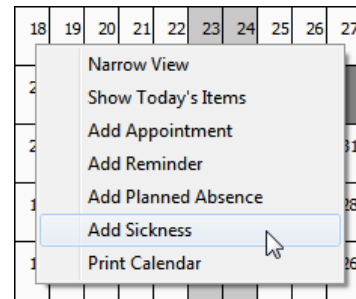 18 19 20 21 22 23 24 25 26 27
Narrow View
Show Today's Items
Add Appointment
Add Reminder
Add Planned Absence
Add Sickness
Print Calendar